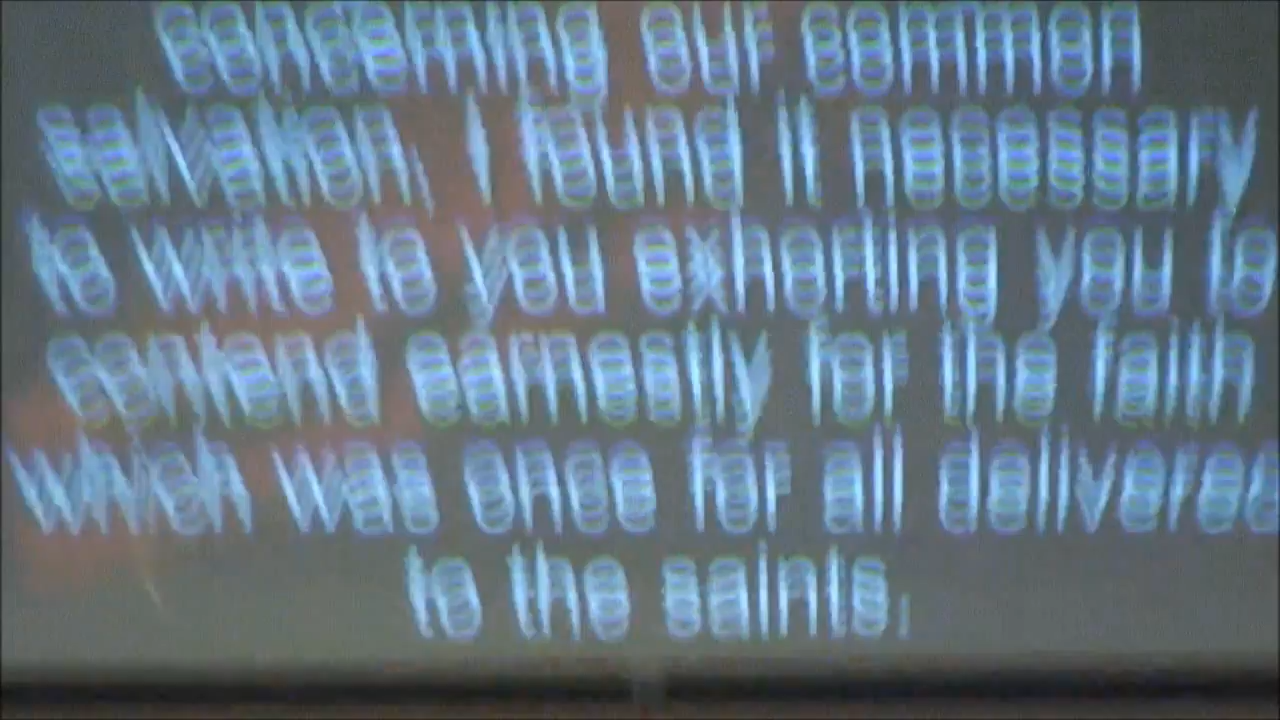 concerning our common
salvation, I found it necessary
to write to you exhorting you to
contend earnestly for the faith
which was once for all delivered
to the saints.